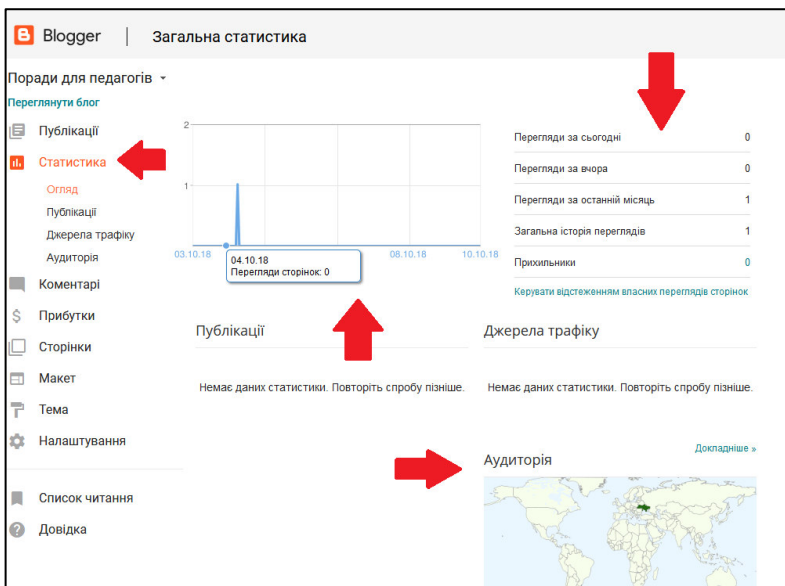 Blogger | Загальна статистика
Поради для педагогів
Переглянути блог
Публікації
Статистика
Огляд
Публікації
Джерела трафіку
Аудиторія
Коментарі
Прибутки
Сторінки
Макет
Тема
Налаштування
Список читання
Довідка
2
1
03.10.18
08.10.18
10.10.18
04.10.18
Перегляди сторінок: 0
Перегляди за сьогодні 0
Перегляди за вчора 0
Перегляди за останній місяць 1
Загальна історія переглядів 1
Прихильники 0
Керувати відстеженням власних переглядів сторінок
Публікації
Немає даних статистики. Повторіть спробу пізніше.
Джерела трафіку
Немає даних статистики. Повторіть спробу пізніше.
Докладніше »
Аудиторія